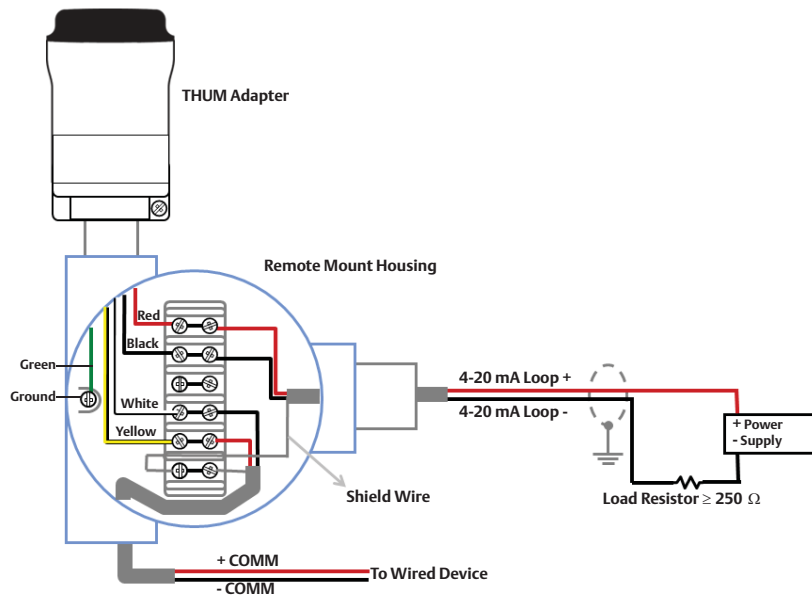 THUM Adapter
Remote Mount Housing
Red
Black
Green
Ground
White
Yellow
4-20 mA Loop +
4-20 mA Loop -
+ Power
- Supply
Shield Wire
Load Resistor ≥ 250 Ω
+ COMM
To Wired Device
- COMM